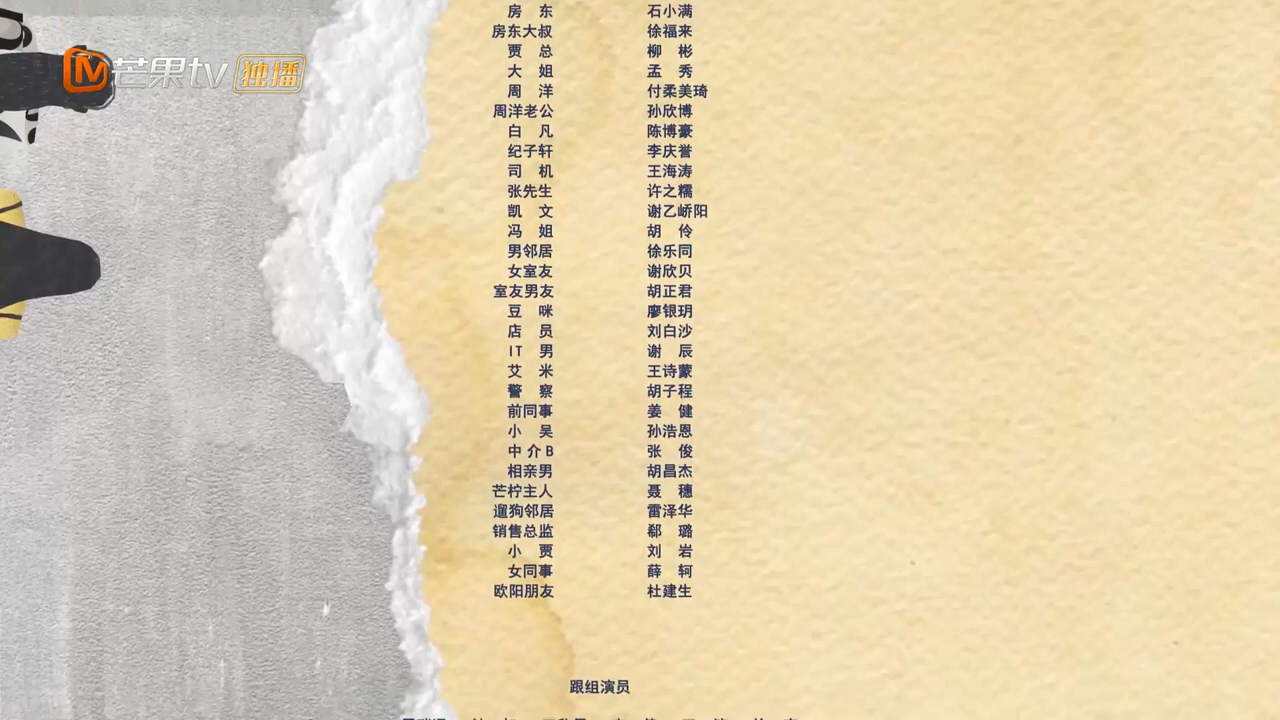 芒果tv 独播
房 东 石小满
房东大叔 徐福来
贾 总 柳 彬
大 姐 孟 秀
周 洋 付柔美琦
周洋老公 孙欣博
白 凡 陈博豪
纪子轩 李庆誉
司 机 王海涛
张先生 许之糯
凯 文 谢乙峤阳
冯 姐 胡 伶
男邻居 徐乐同
女室友 谢欣贝
室友男友 胡正君
豆 咪 廖银玥
店 员 刘白沙
IT 男 谢 辰
艾 米 王诗蒙
警 察 胡子程
前同事 姜 健
小 吴 孙浩恩
中 介 B 张 俊
相亲男 胡昌杰
芒柠主人 聂 穗
遛狗邻居 雷泽华
销售总监 郗 璐
小 贾 刘 岩
女同事 薛 轲
欧阳朋友 杜建生
跟组演员